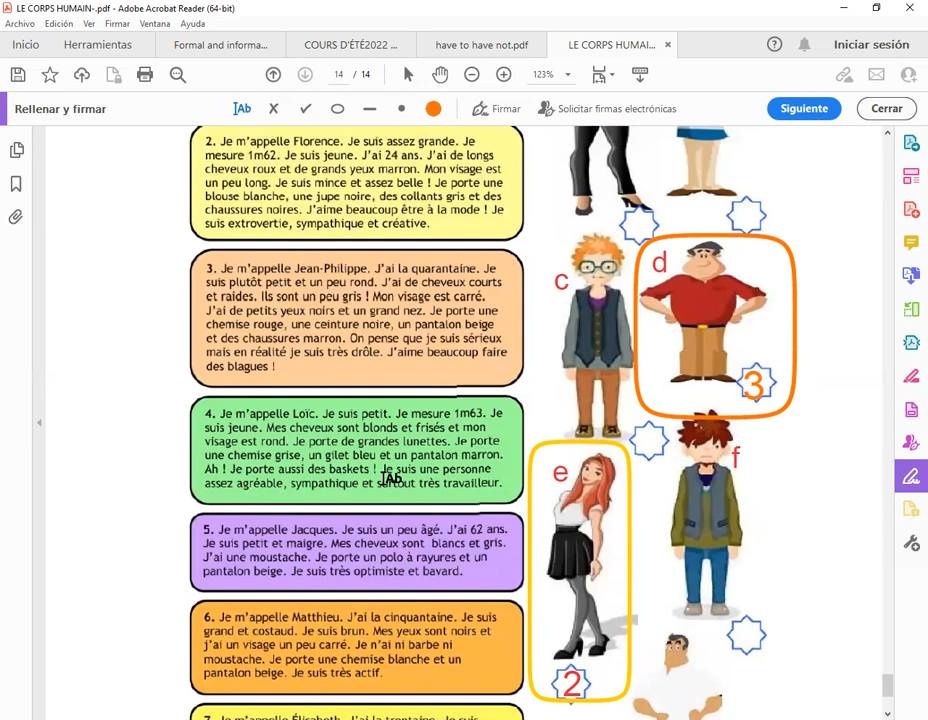 LE CORPS HUMAIN-.pdf - Adobe Acrobat Reader (64-bit)
Archivo Edición Ver Firmar Ventana Ayuda
Inicio Herramientas Formal and informa... COURS D'ÉTÉ2022 ... have to have not.pdf LE CORPS HUMAI... × Iniciar sesión
14 / 14 123%
Rellenar y firmar Ab Firmar Solicitar firmas electrónicas Siguiente Cerrar
2. Je m'appelle Florence. Je suis assez grande. Je
mesure 1m62. Je suis jeune. J'ai 24 ans. J'ai de longs
cheveux roux et de grands yeux marron. Mon visage est
un peu long. Je suis mince et assez belle ! Je porte une
blouse blanche, une jupe noire, des collants gris et des
chaussures noires. J'aime beaucoup être à la mode ! Je
suis extrovertie, sympathique et créative.
3. Je m'appelle Jean-Philippe. J'ai la quarantaine. Je
suis plutôt petit et un peu rond. J'ai de cheveux courts
et raides. Ils sont un peu gris ! Mon visage est carré.
J'ai de petits yeux noirs et un grand nez. Je porte une
chemise rouge, une ceinture noire, un pantalon beige
et des chaussures marron. On pense que je suis sérieux
mais en réalité je suis très drôle. J'aime beaucoup faire
des blagues !
4. Je m'appelle Loïc. Je suis petit. Je mesure 1m63. Je
suis jeune. Mes cheveux sont blonds et frisés et mon
visage est rond. Je porte de grandes lunettes. Je porte
une chemise grise, un gilet bleu et un pantalon marron.
Ah ! Je porte aussi des baskets ! Je suis une personne
assez agréable, sympathique et surtout très travailleur.
Ab
5. Je m'appelle Jacques. Je suis un peu âgé. J'ai 62 ans.
Je suis petit et maigre. Mes cheveux sont blancs et gris.
J'ai une moustache. Je porte un polo à rayures et un
pantalon beige. Je suis très optimiste et bavard.
6. Je m'appelle Matthieu. J'ai la cinquantaine. Je suis
grand et costaud. Je suis brun. Mes yeux sont noirs et
j'ai un visage un peu carré. Je n'ai ni barbe ni
moustache. Je porte une chemise blanche et un
pantalon beige. Je suis très actif.
7. Je m'appelle Élisabeth. J'ai la trentaine. Je suis
c
d
3
e
f
2